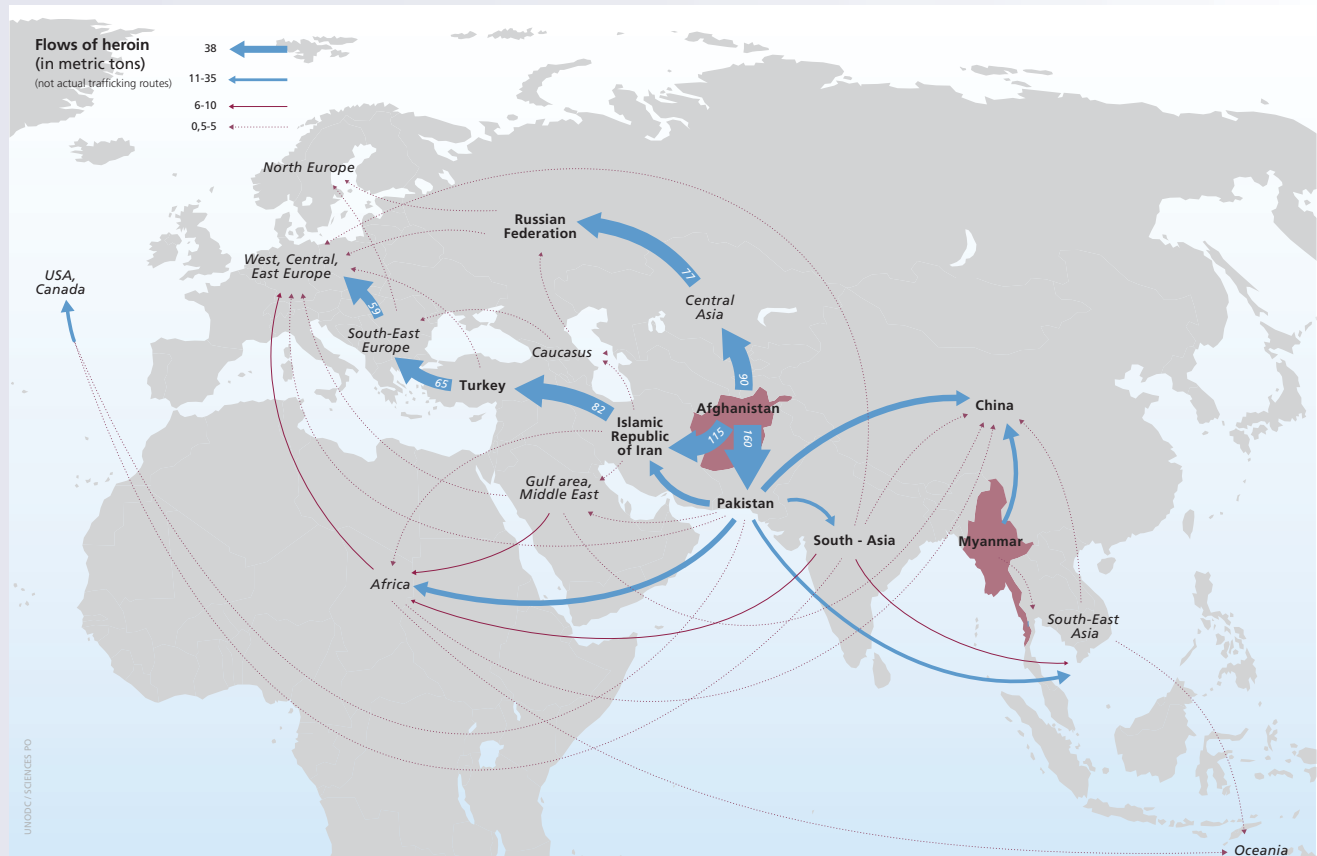 Flows of heroin
(in metric tons)
(not actual trafficking routes)
38
11-35
6-10
0,5-5
North Europe
Russian
Federation
West, Central,
East Europe
USA,
Canada
77
Central
Asia
59
South-East
Europe
Caucasus
90
65
Turkey
82
Afghanistan
China
Islamic
Republic
of Iran
115
160
Gulf area,
Middle East
Pakistan
South - Asia
Myanmar
Africa
South-East
Asia
UNODC / SCIENCES PO
Oceania